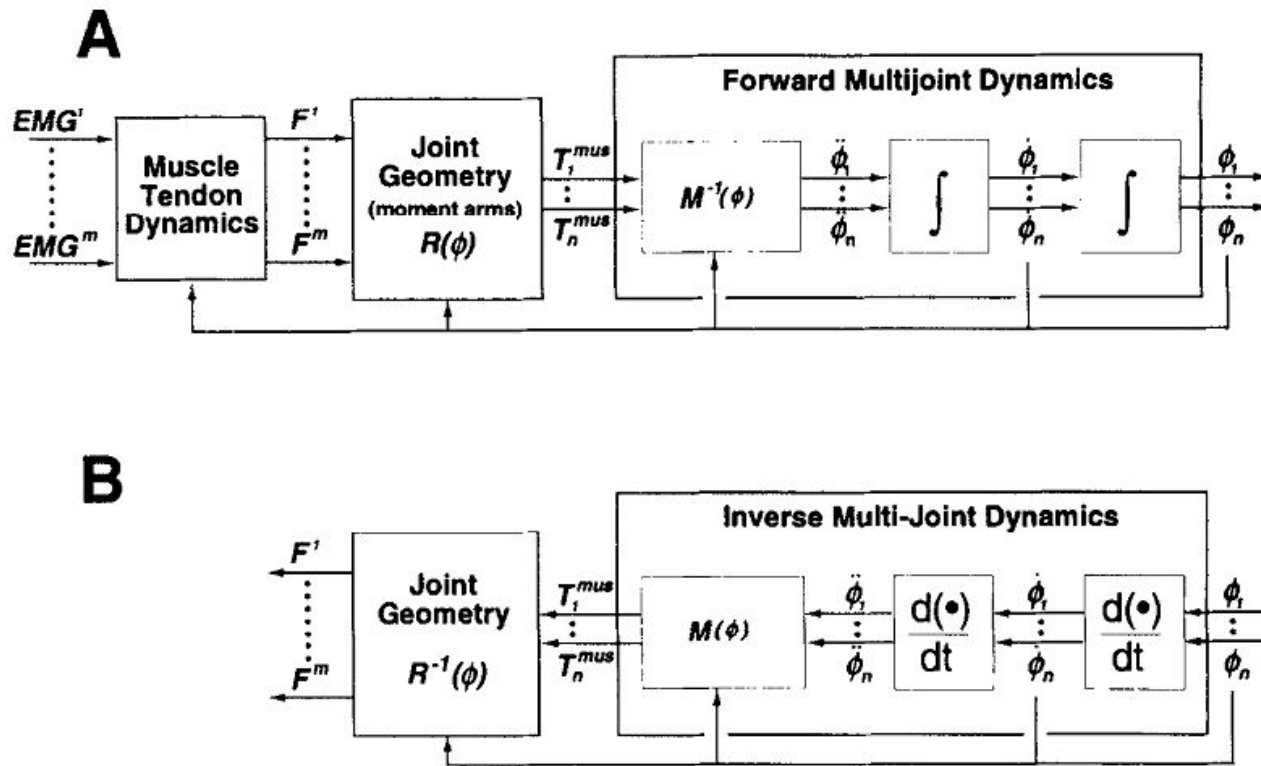 A
Forward Multijoint Dynamics
EMG¹
EMGᵐ
Muscle
Tendon
Dynamics
F¹
Fᵐ
Joint
Geometry
(moment arms)
R(ϕ)
T₁ᵐᵘˢ
Tₙᵐᵘˢ
M⁻¹(ϕ)
ϕ̈₁
ϕ̈ₙ
∫
ϕ̇₁
ϕ̇ₙ
∫
ϕ₁
ϕₙ
B
Inverse Multi-Joint Dynamics
F¹
Fᵐ
Joint
Geometry
R⁻¹(ϕ)
T₁ᵐᵘˢ
Tₙᵐᵘˢ
M(ϕ)
ϕ̈₁
ϕ̈ₙ
d(•)
dt
ϕ̇₁
ϕ̇ₙ
d(•)
dt
ϕ₁
ϕₙ